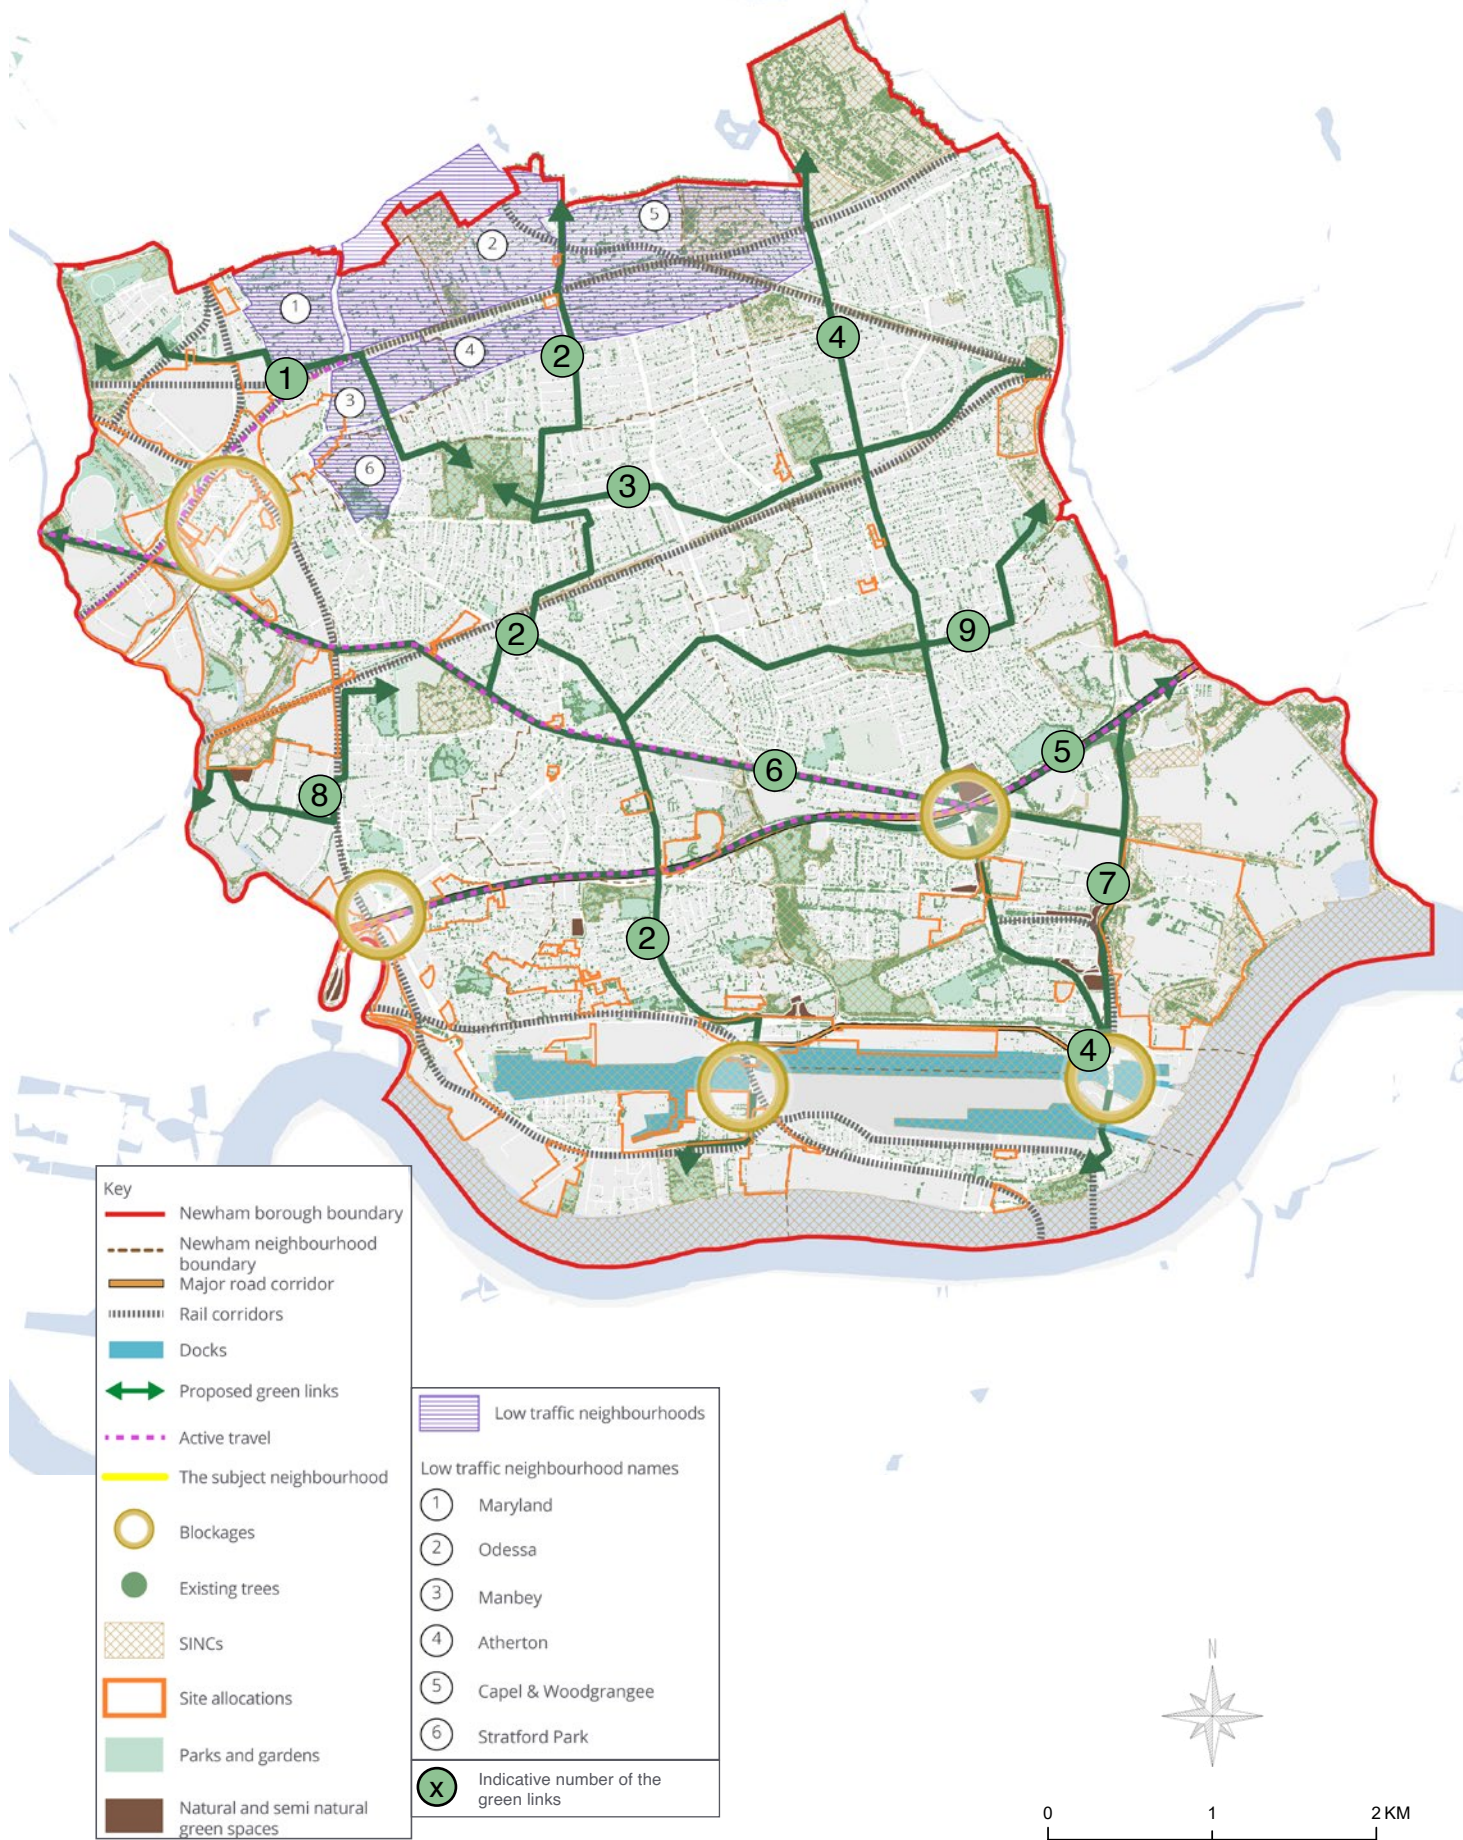 5
2
1
4
2
4
1
3
6
3
2
9
5
6
8
7
2
4
Key
Newham borough boundary
Newham neighbourhood
boundary
Major road corridor
Rail corridors
Docks
Proposed green links
Active travel
The subject neighbourhood
Blockages
Existing trees
SINCs
Site allocations
Parks and gardens
Natural and semi natural
green spaces
Low traffic neighbourhoods
Low traffic neighbourhood names
1 Maryland
2 Odessa
3 Manbey
4 Atherton
5 Capel & Woodgrangee
6 Stratford Park
x Indicative number of the
green links
N
0 1 2 KM